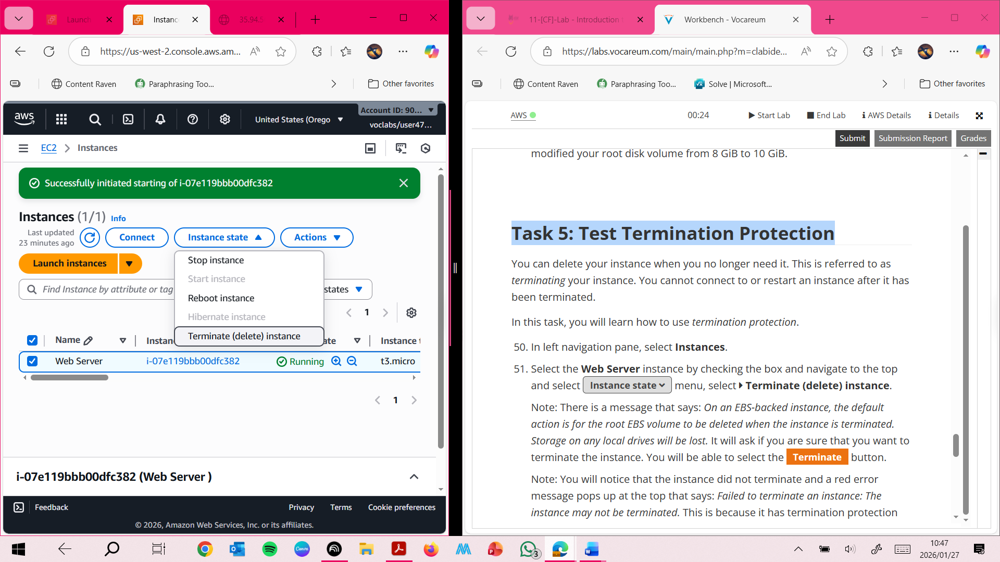 Launch
Instanc
35.94.5
https://us-west-2.console.aws.am...
Content Raven
Paraphrasing Too...
Other favorites
aws
United States (Orego
Account ID: 90...
voclabs/user47...
EC2
Instances
Successfully initiated starting of i-07e119bbb00dfc382
Instances (1/1) Info
Last updated
23 minutes ago
Connect
Instance state
Actions
Launch instances
Stop instance
Start instance
Reboot instance
Hibernate instance
Terminate (delete) instance
Find Instance by attribute or tag
states
1
Name
Instan
ate
Instance t
Web Server
i-07e119bbb00dfc382
Running
t3.micro
1
i-07e119bbb00dfc382 (Web Server )
Feedback
Privacy
Terms
Cookie preferences
© 2026, Amazon Web Services, Inc. or its affiliates.
11-[CF]-Lab - Introduction t
Workbench - Vocareum
https://labs.vocareum.com/main/main.php?m=clabide...
Content Raven
Paraphrasing Too...
Solve | Microsoft...
Other favorites
AWS
00:24
Start Lab
End Lab
AWS Details
Details
Submit
Submission Report
Grades
modified your root disk volume from 8 GiB to 10 GiB.
Task 5: Test Termination Protection
You can delete your instance when you no longer need it. This is referred to as
terminating your instance. You cannot connect to or restart an instance after it has
been terminated.
In this task, you will learn how to use termination protection.
50. In left navigation pane, select Instances.
51. Select the Web Server instance by checking the box and navigate to the top
and select Instance state menu, select Terminate (delete) instance.
Note: There is a message that says: On an EBS-backed instance, the default
action is for the root EBS volume to be deleted when the instance is terminated.
Storage on any local drives will be lost. It will ask if you are sure that you want to
terminate the instance. You will be able to select the Terminate button.
Note: You will notice that the instance did not terminate and a red error
message pops up at the top that says: Failed to terminate an instance: The
instance may not be terminated. This is because it has termination protection
Canva
3
10:47
2026/01/27